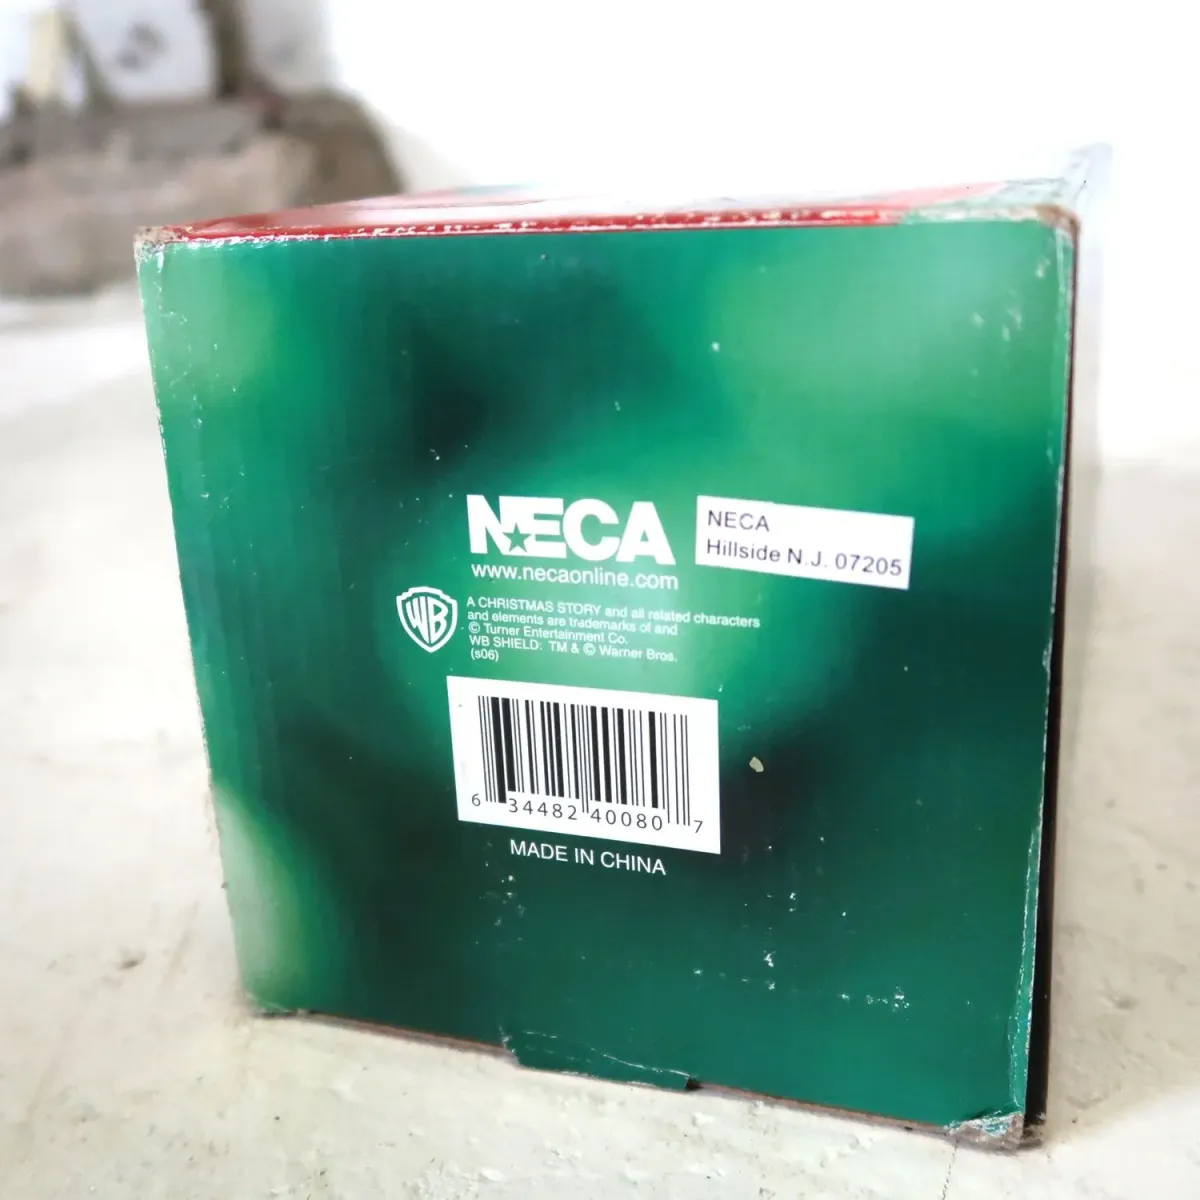 NECA
www.necaonline.com
NECA
Hillside N.J. 07205
WB
A CHRISTMAS STORY and all related characters
and elements are trademarks of and
© Turner Entertainment Co.
WB SHIELD: TM & © Warner Bros.
(s06)
6 34482 40080 7
MADE IN CHINA